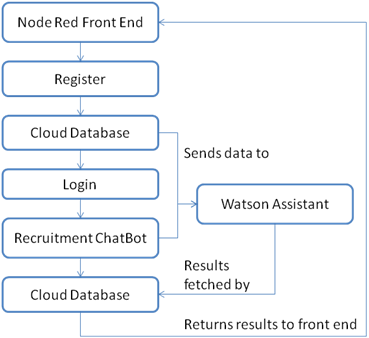 Node Red Front End
Register
Cloud Database
Sends data to
Login
Watson Assistant
Recruitment ChatBot
Results
fetched by
Cloud Database
Returns results to front end